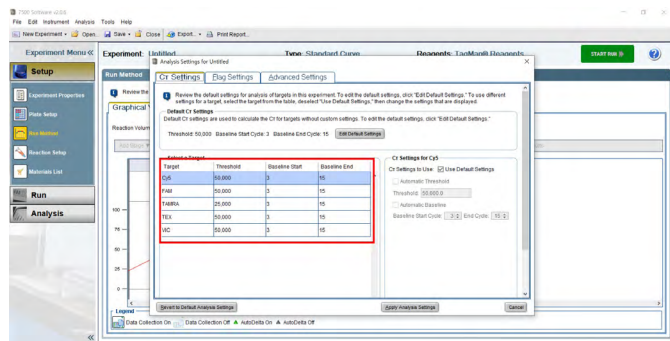 7500 Software v2.0.6
File Edit Instrument Analysis Tools Help
New Experiment Open... Save Close Export... Print Report...
Experiment Menu «
Experiment: Untitled
Type: Standard Curve
Reagents: TaqMan® Reagents
START RUN
Setup
Experiment Properties
Plate Setup
Run Method
Reaction Setup
Materials List
Run
Analysis
Run Method
Review the
Graphical
Reaction Volum
100
75
50
25
0
Legend
Data Collection On Data Collection Off AutoDelta On AutoDelta Off
Analysis Settings for Untitled
CT Settings Flag Settings Advanced Settings
Review the default settings for analysis of targets in this experiment. To edit the default settings, click "Edit Default Settings." To use different
settings for a target, select the target from the table, deselect "Use Default Settings," then change the settings that are displayed.
Default CT Settings
Default CT settings are used to calculate the CT for targets without custom settings. To edit the default settings, click "Edit Default Settings."
Threshold: 50,000 Baseline Start Cycle: 3 Baseline End Cycle: 15 Edit Default Settings
Select a Target
Target Threshold Baseline Start Baseline End
Cy5 50,000 3 15
FAM 50,000 3 15
TAMRA 25,000 3 15
TEX 50,000 3 15
VIC 50,000 3 15
CT Settings for Cy5
CT Settings to Use: Use Default Settings
Automatic Threshold
Threshold: 50,000.0
Automatic Baseline
Baseline Start Cycle: 3 End Cycle: 15
Revert to Default Analysis Settings
Apply Analysis Settings
Cancel